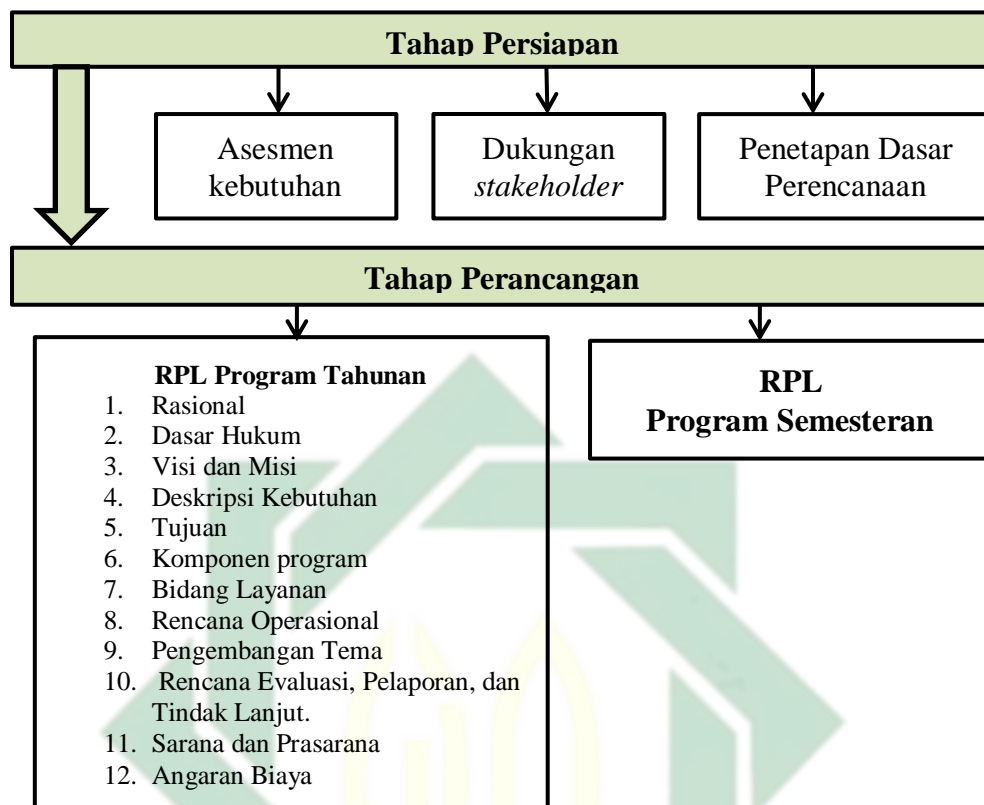 Tahap Persiapan
Asesmen
kebutuhan
Dukungan
stakeholder
Penetapan Dasar
Perencanaan
Tahap Perancangan
RPL Program Tahunan
1. Rasional
2. Dasar Hukum
3. Visi dan Misi
4. Deskripsi Kebutuhan
5. Tujuan
6. Komponen program
7. Bidang Layanan
8. Rencana Operasional
9. Pengembangan Tema
10. Rencana Evaluasi, Pelaporan, dan
Tindak Lanjut.
11. Sarana dan Prasarana
12. Angaran Biaya
RPL
Program Semesteran